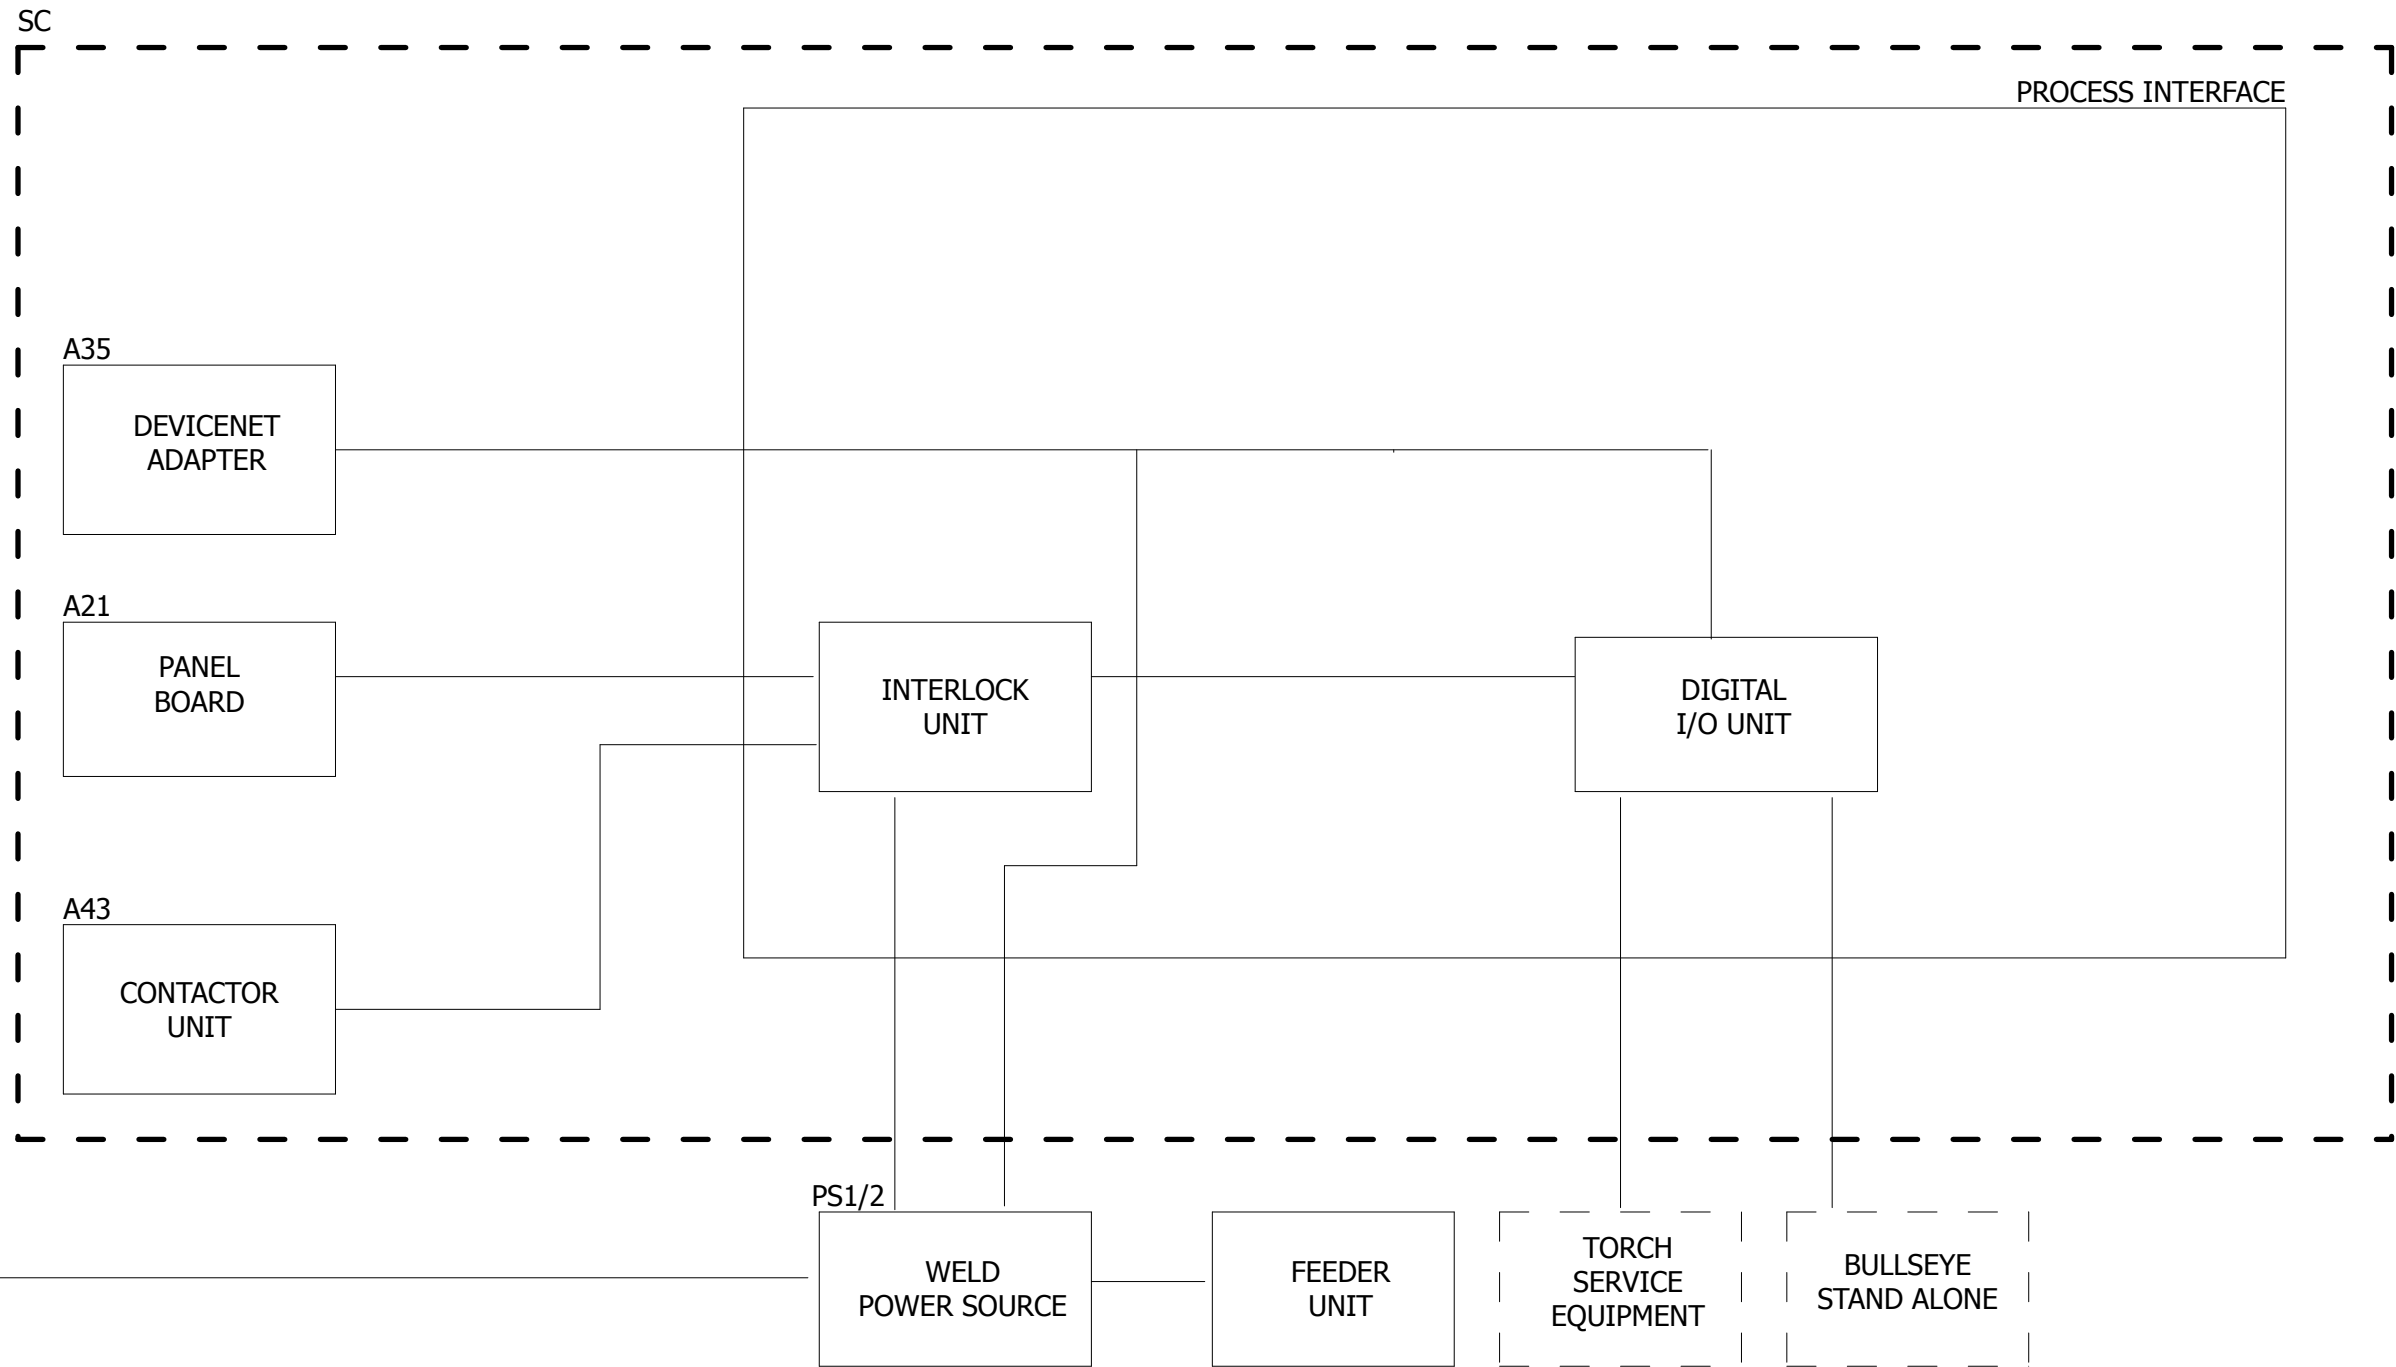 SC
PROCESS INTERFACE
A35
DEVICENET
ADAPTER
A21
PANEL
BOARD
INTERLOCK
UNIT
DIGITAL
I/O UNIT
A43
CONTACTOR
UNIT
PS1/2
WELD
POWER SOURCE
FEEDER
UNIT
TORCH
SERVICE
EQUIPMENT
BULLSEYE
STAND ALONE